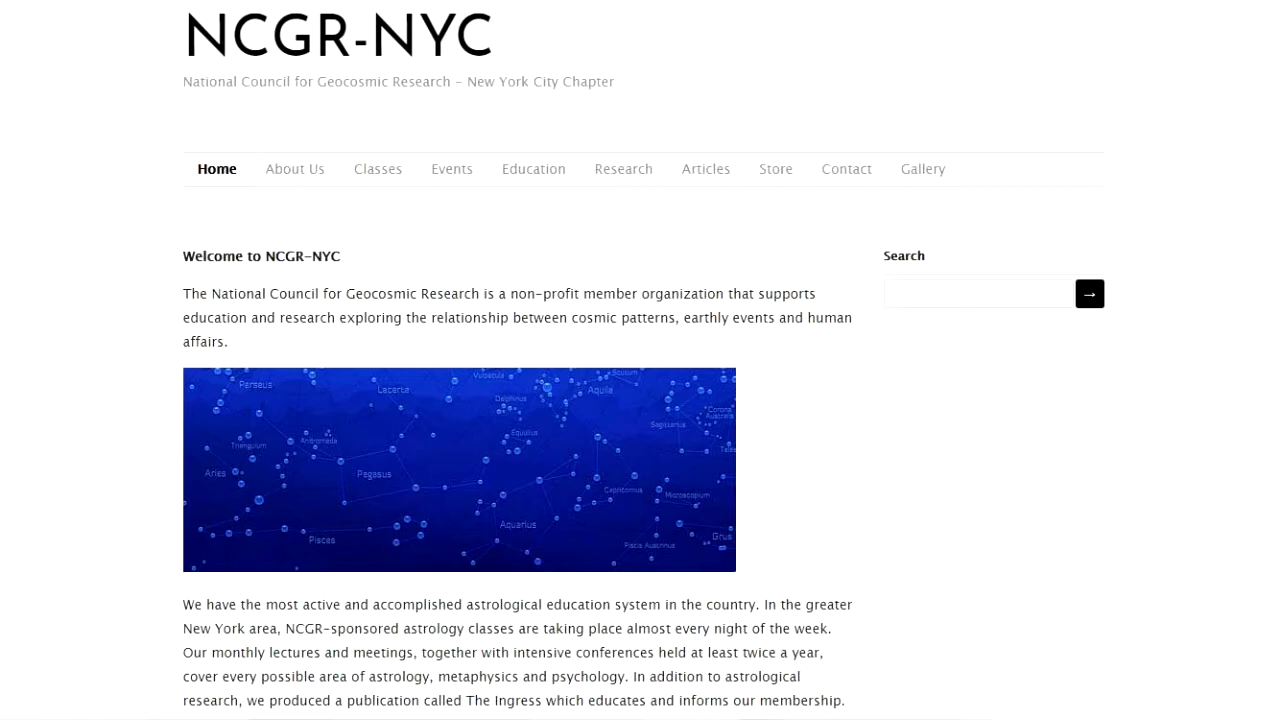 NCGR-NYC
National Council for Geocosmic Research – New York City Chapter
Home About Us Classes Events Education Research Articles Store Contact Gallery
Welcome to NCGR–NYC
Search
The National Council for Geocosmic Research is a non–profit member organization that supports
education and research exploring the relationship between cosmic patterns, earthly events and human
affairs.
→
Perseus Lacerta Vulpecula Scutum
Delphinus Aquila
Corona
Australis
Sagittarius
Triangulum Andromeda Equuleus
Aries Pegasus
Capricornus Microscopium
Aquarius
Pisces Piscis Austrinus Grus
We have the most active and accomplished astrological education system in the country. In the greater
New York area, NCGR–sponsored astrology classes are taking place almost every night of the week.
Our monthly lectures and meetings, together with intensive conferences held at least twice a year,
cover every possible area of astrology, metaphysics and psychology. In addition to astrological
research, we produced a publication called The Ingress which educates and informs our membership.